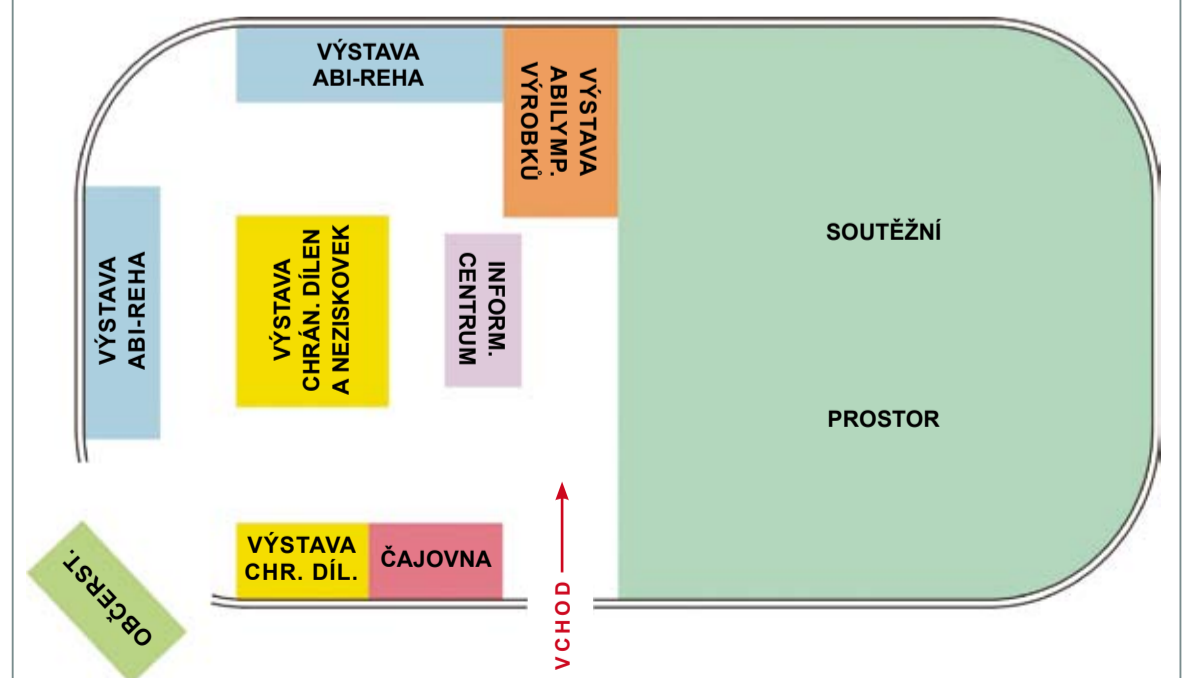 VÝSTAVA
ABI-REHA
VÝSTAVA
ABILYMP.
VÝROBKŮ
VÝSTAVA
ABI-REHA
VÝSTAVA
CHRÁN. DÍLEN
A NEZISKOVEK
INFORM.
CENTRUM
SOUTĚŽNÍ
PROSTOR
OBČERST.
VÝSTAVA
CHR. DÍL.
ČAJOVNA
VCHOD